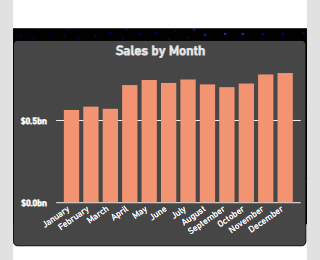 Sales by Month
$0.5bn
$0.0bn
January
February
March
April
May
June
July
August
September
October
November
December